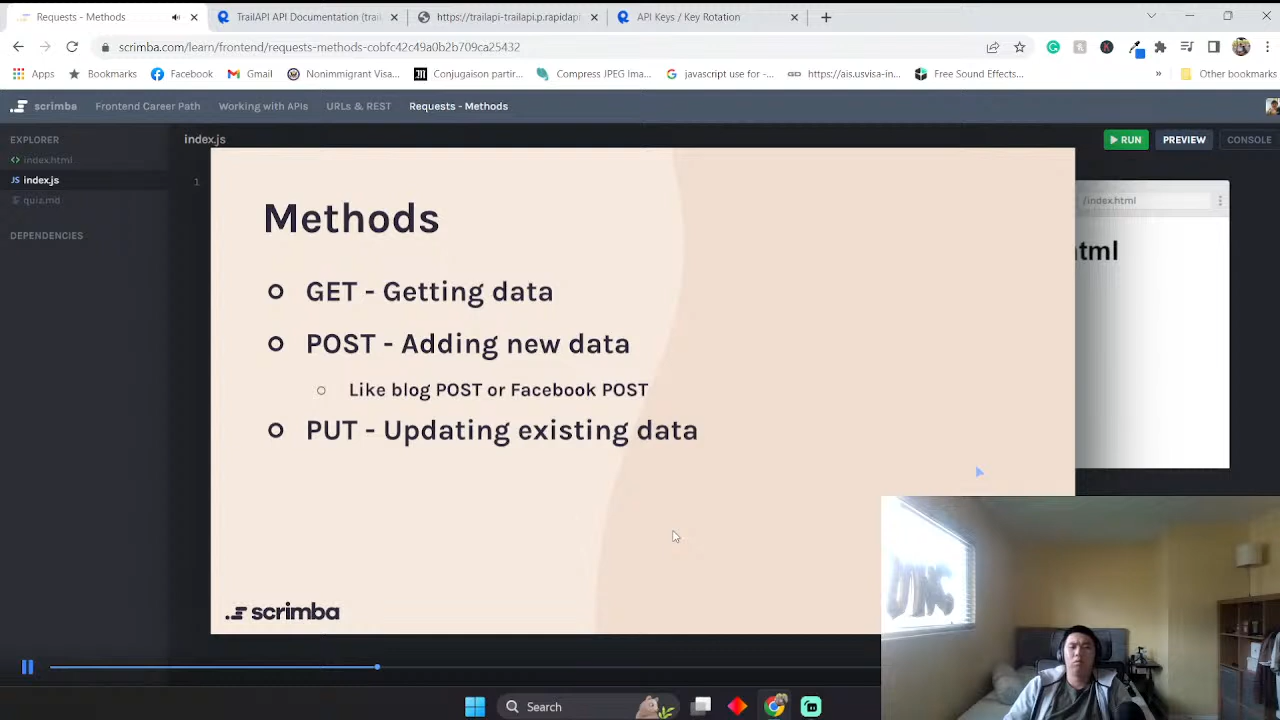 Requests - Methods
TrailAPI API Documentation (trail
https://trailapi-trailapi.p.rapidap
API Keys / Key Rotation
scrimba.com/learn/frontend/requests-methods-cobfc42c49a0b2b709ca25432
Apps
Bookmarks
Facebook
Gmail
Nonimmigrant Visa...
Conjugaison partir...
Compress JPEG Ima...
javascript use for -...
https://ais.usvisa-in...
Free Sound Effects...
»
Other bookmarks
scrimba
Frontend Career Path
Working with APIs
URLs & REST
Requests - Methods
EXPLORER
index.js
RUN
PREVIEW
CONSOLE
<> index.html
JS index.js
quiz.md
DEPENDENCIES
1
/index.html
html
Methods
GET - Getting data
POST - Adding new data
Like blog POST or Facebook POST
PUT - Updating existing data
scrimba
Search